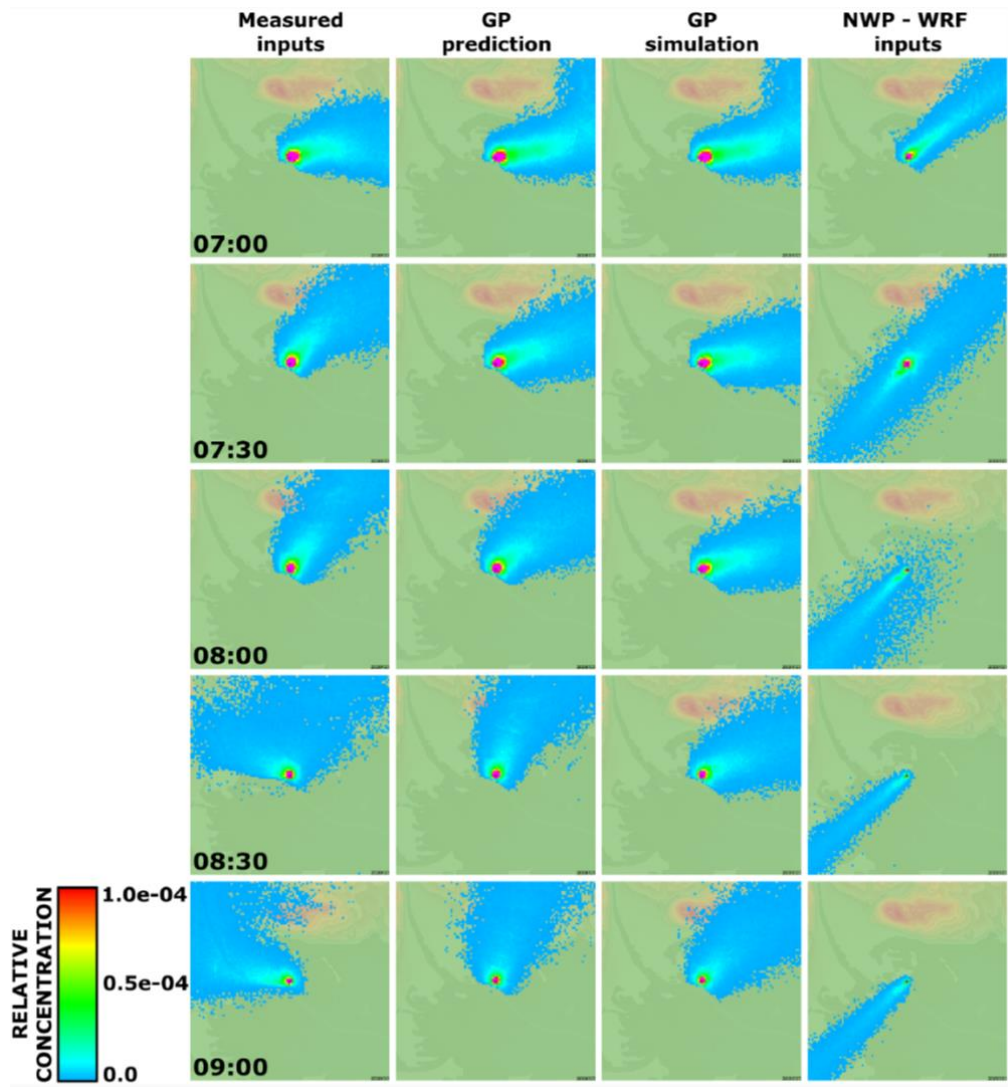 Measured
inputs
GP
prediction
GP
simulation
NWP - WRF
inputs
07:00
07:30
08:00
08:30
09:00
RELATIVE
CONCENTRATION
1.0e-04
0.5e-04
0.0